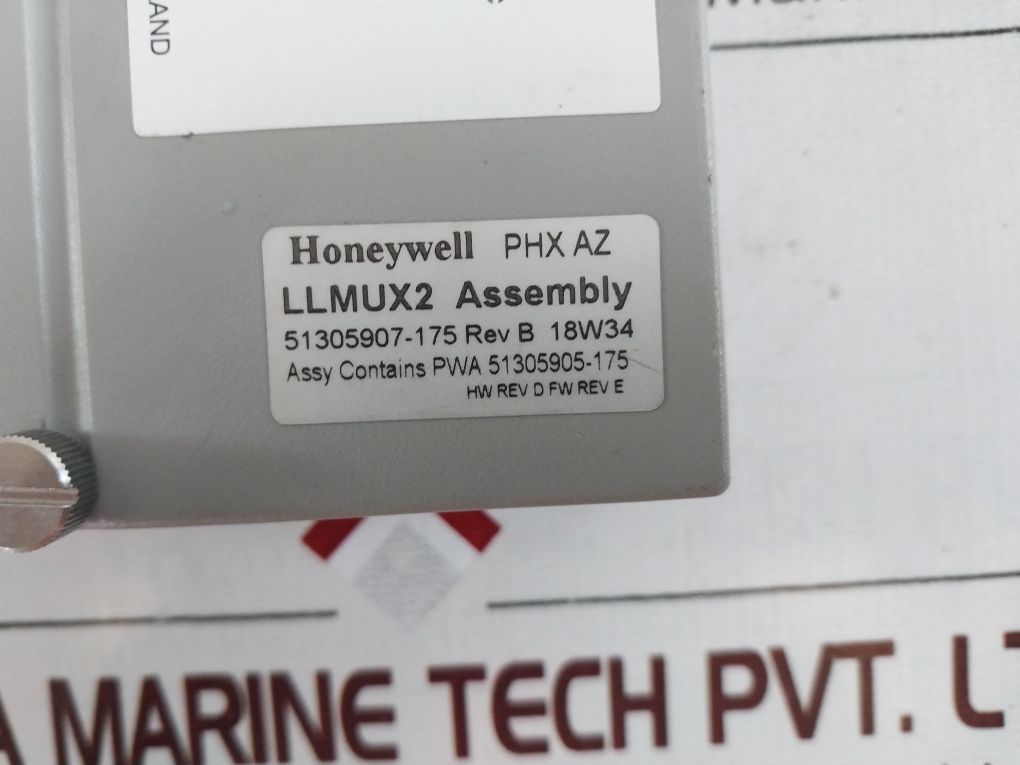 AND
Honeywell PHX AZ
LLMUX2 Assembly
51305907-175 Rev B 18W34
Assy Contains PWA 51305905-175
HW REV D FW REV E
A MARINE TECH PVT. LT